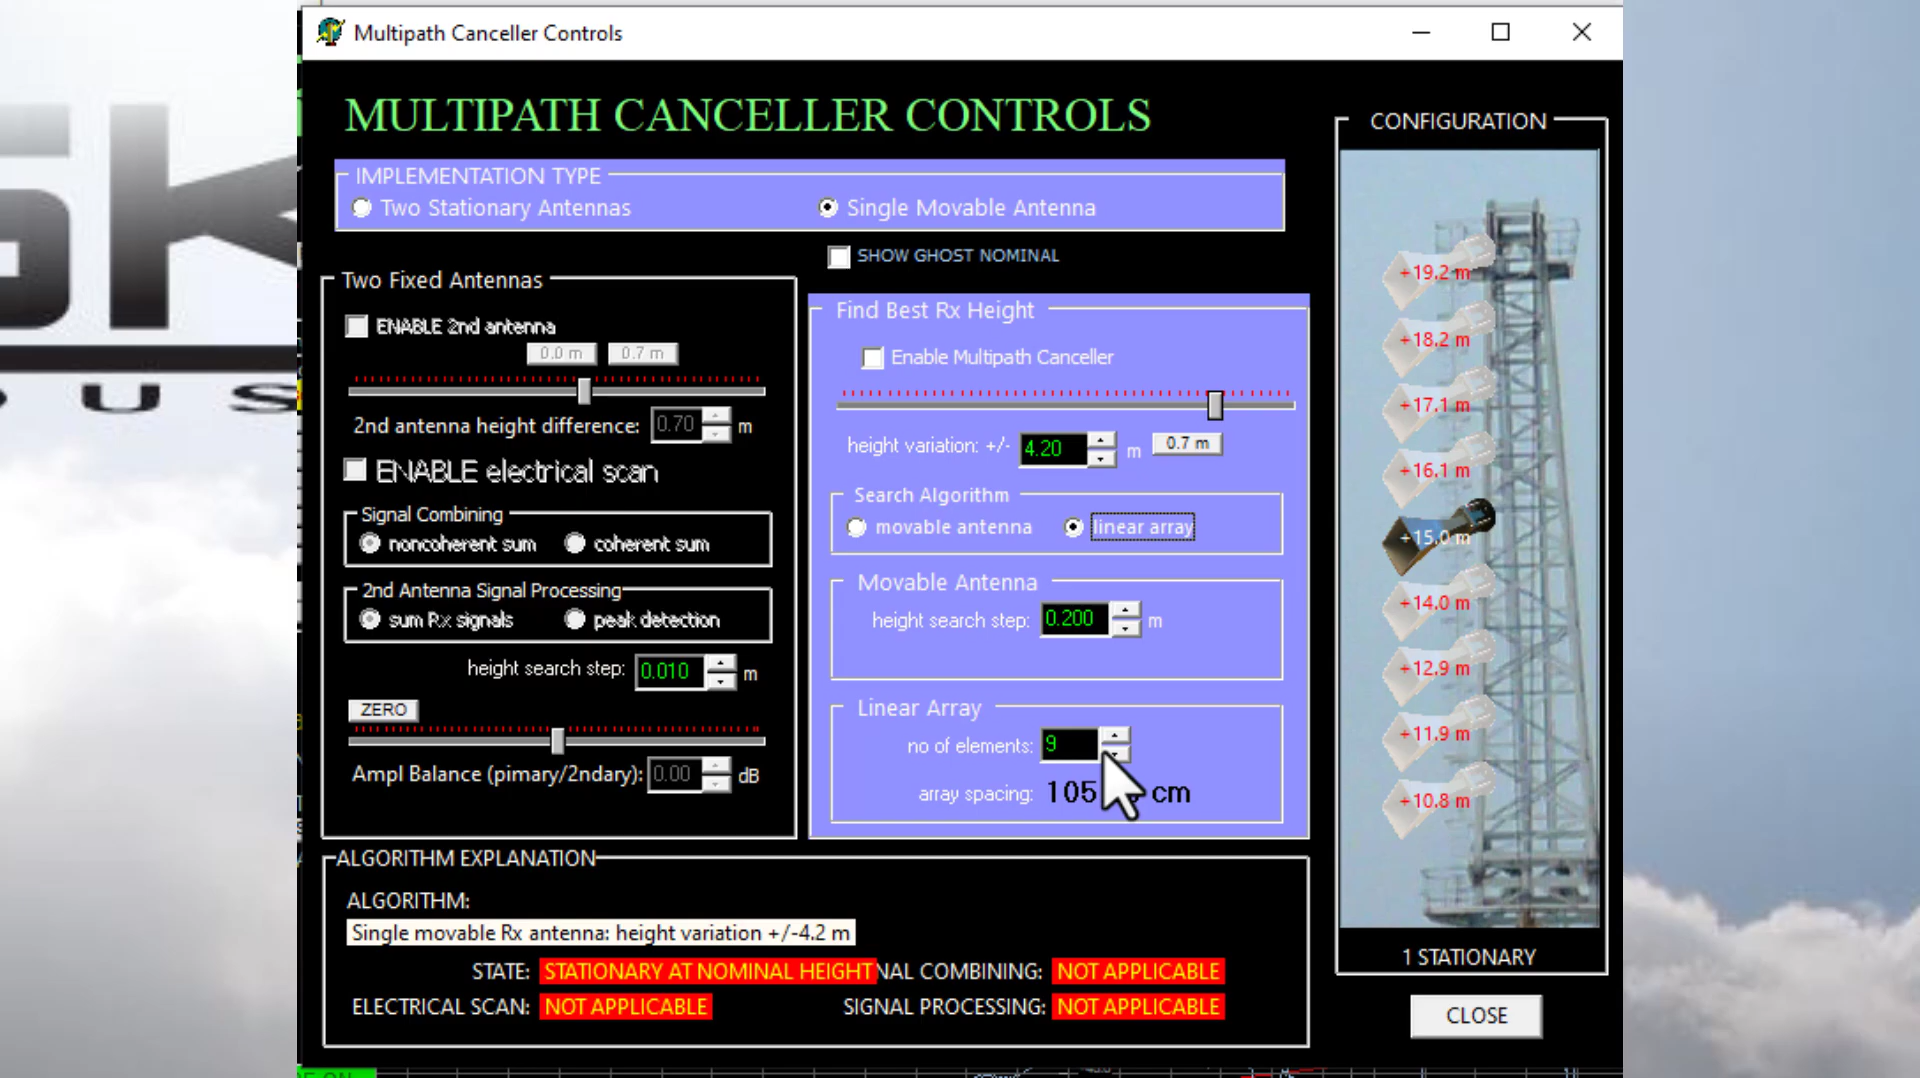 Multipath Canceller Controls
MULTIPATH CANCELLER CONTROLS
IMPLEMENTATION TYPE
Two Stationary Antennas
Single Movable Antenna
SHOW GHOST NOMINAL
Two Fixed Antennas
ENABLE 2nd antenna
0.0 m
0.7 m
2nd antenna height difference: 0.70 m
ENABLE electrical scan
Signal Combining
noncoherent sum
coherent sum
2nd Antenna Signal Processing
sum Rx signals
peak detection
height search step: 0.010 m
ZERO
Ampl Balance (pimary/2ndary): 0.00 dB
Find Best Rx Height
Enable Multipath Canceller
height variation: +/- 4.20 m
0.7 m
Search Algorithm
movable antenna
linear array
Movable Antenna
height search step: 0.200 m
Linear Array
no of elements: 9
array spacing: 105 cm
ALGORITHM EXPLANATION
ALGORITHM:
Single movable Rx antenna: height variation +/-4.2 m
STATE: STATIONARY AT NOMINAL HEIGHT
NAL COMBINING: NOT APPLICABLE
ELECTRICAL SCAN: NOT APPLICABLE
SIGNAL PROCESSING: NOT APPLICABLE
CONFIGURATION
+19.2 m
+18.2 m
+17.1 m
+16.1 m
+15.0 m
+14.0 m
+12.9 m
+11.9 m
+10.8 m
1 STATIONARY
CLOSE